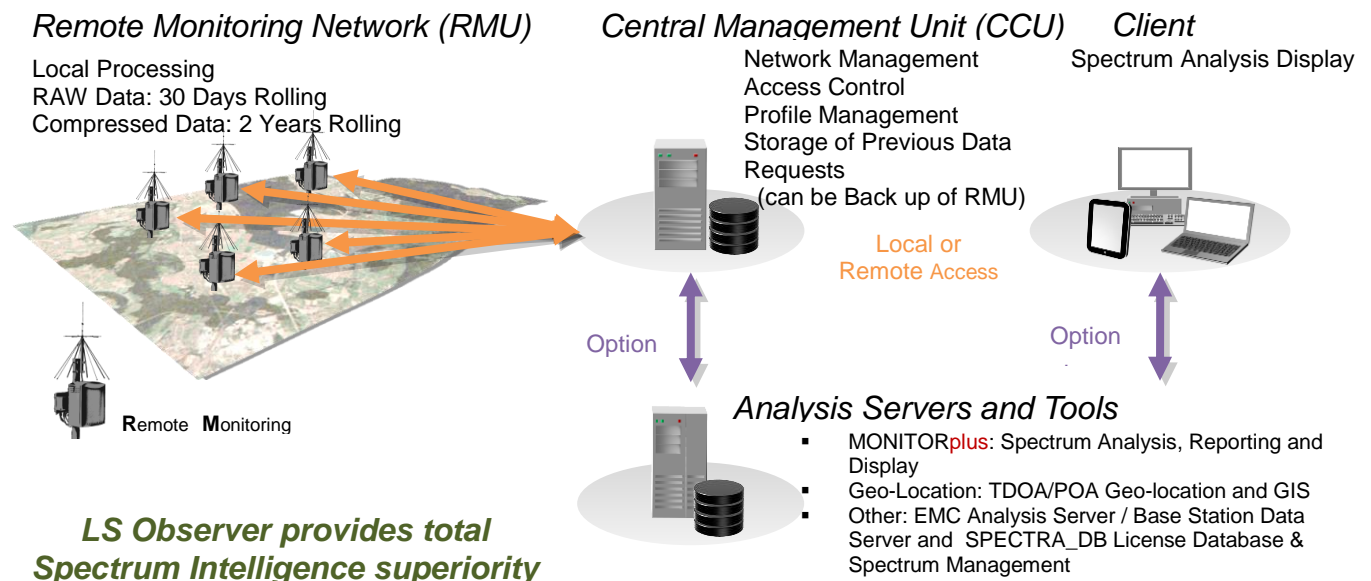 Remote Monitoring Network (RMU)
Local Processing
RAW Data: 30 Days Rolling
Compressed Data: 2 Years Rolling
Central Management Unit (CCU)
Network Management
Access Control
Profile Management
Storage of Previous Data
Requests
(can be Back up of RMU)
Client
Spectrum Analysis Display
Local or
Remote Access
Option
Option
Remote Monitoring
Analysis Servers and Tools
▪ MONITORplus: Spectrum Analysis, Reporting and
Display
▪ Geo-Location: TDOA/POA Geo-location and GIS
▪ Other: EMC Analysis Server / Base Station Data
Server and SPECTRA_DB License Database &
Spectrum Management
LS Observer provides total
Spectrum Intelligence superiority